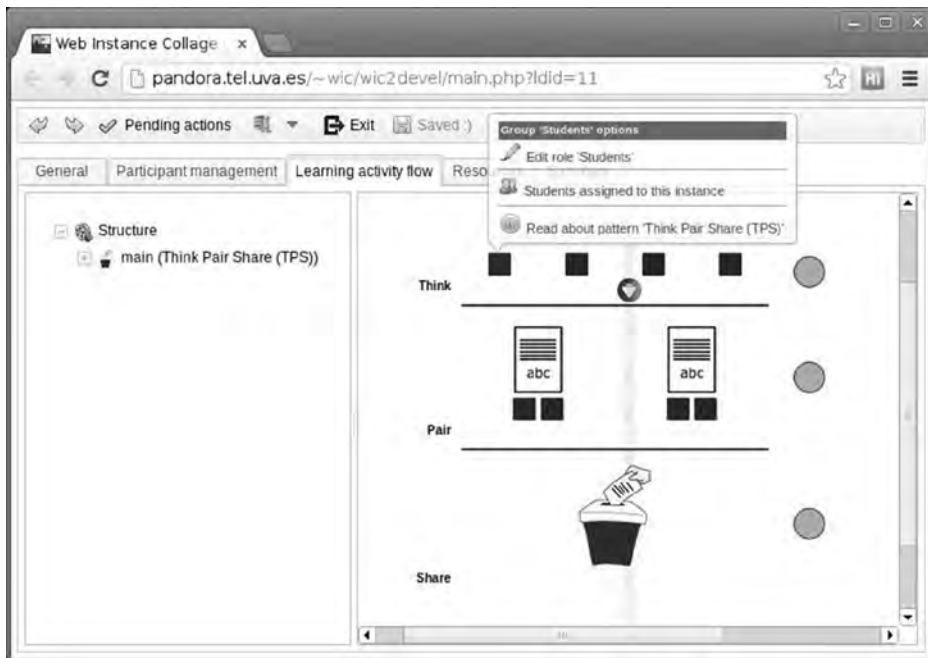 Web Instance Collage
pandora.tel.uva.es/~wic/wic2devel/main.php?ldid=11
Pending actions Exit Saved :)
Group 'Students' options
Edit role 'Students'
Students assigned to this instance
Read about pattern 'Think Pair Share (TPS)'
General Participant management Learning activity flow
Structure
main (Think Pair Share (TPS))
Think
abc abc
Pair
Share